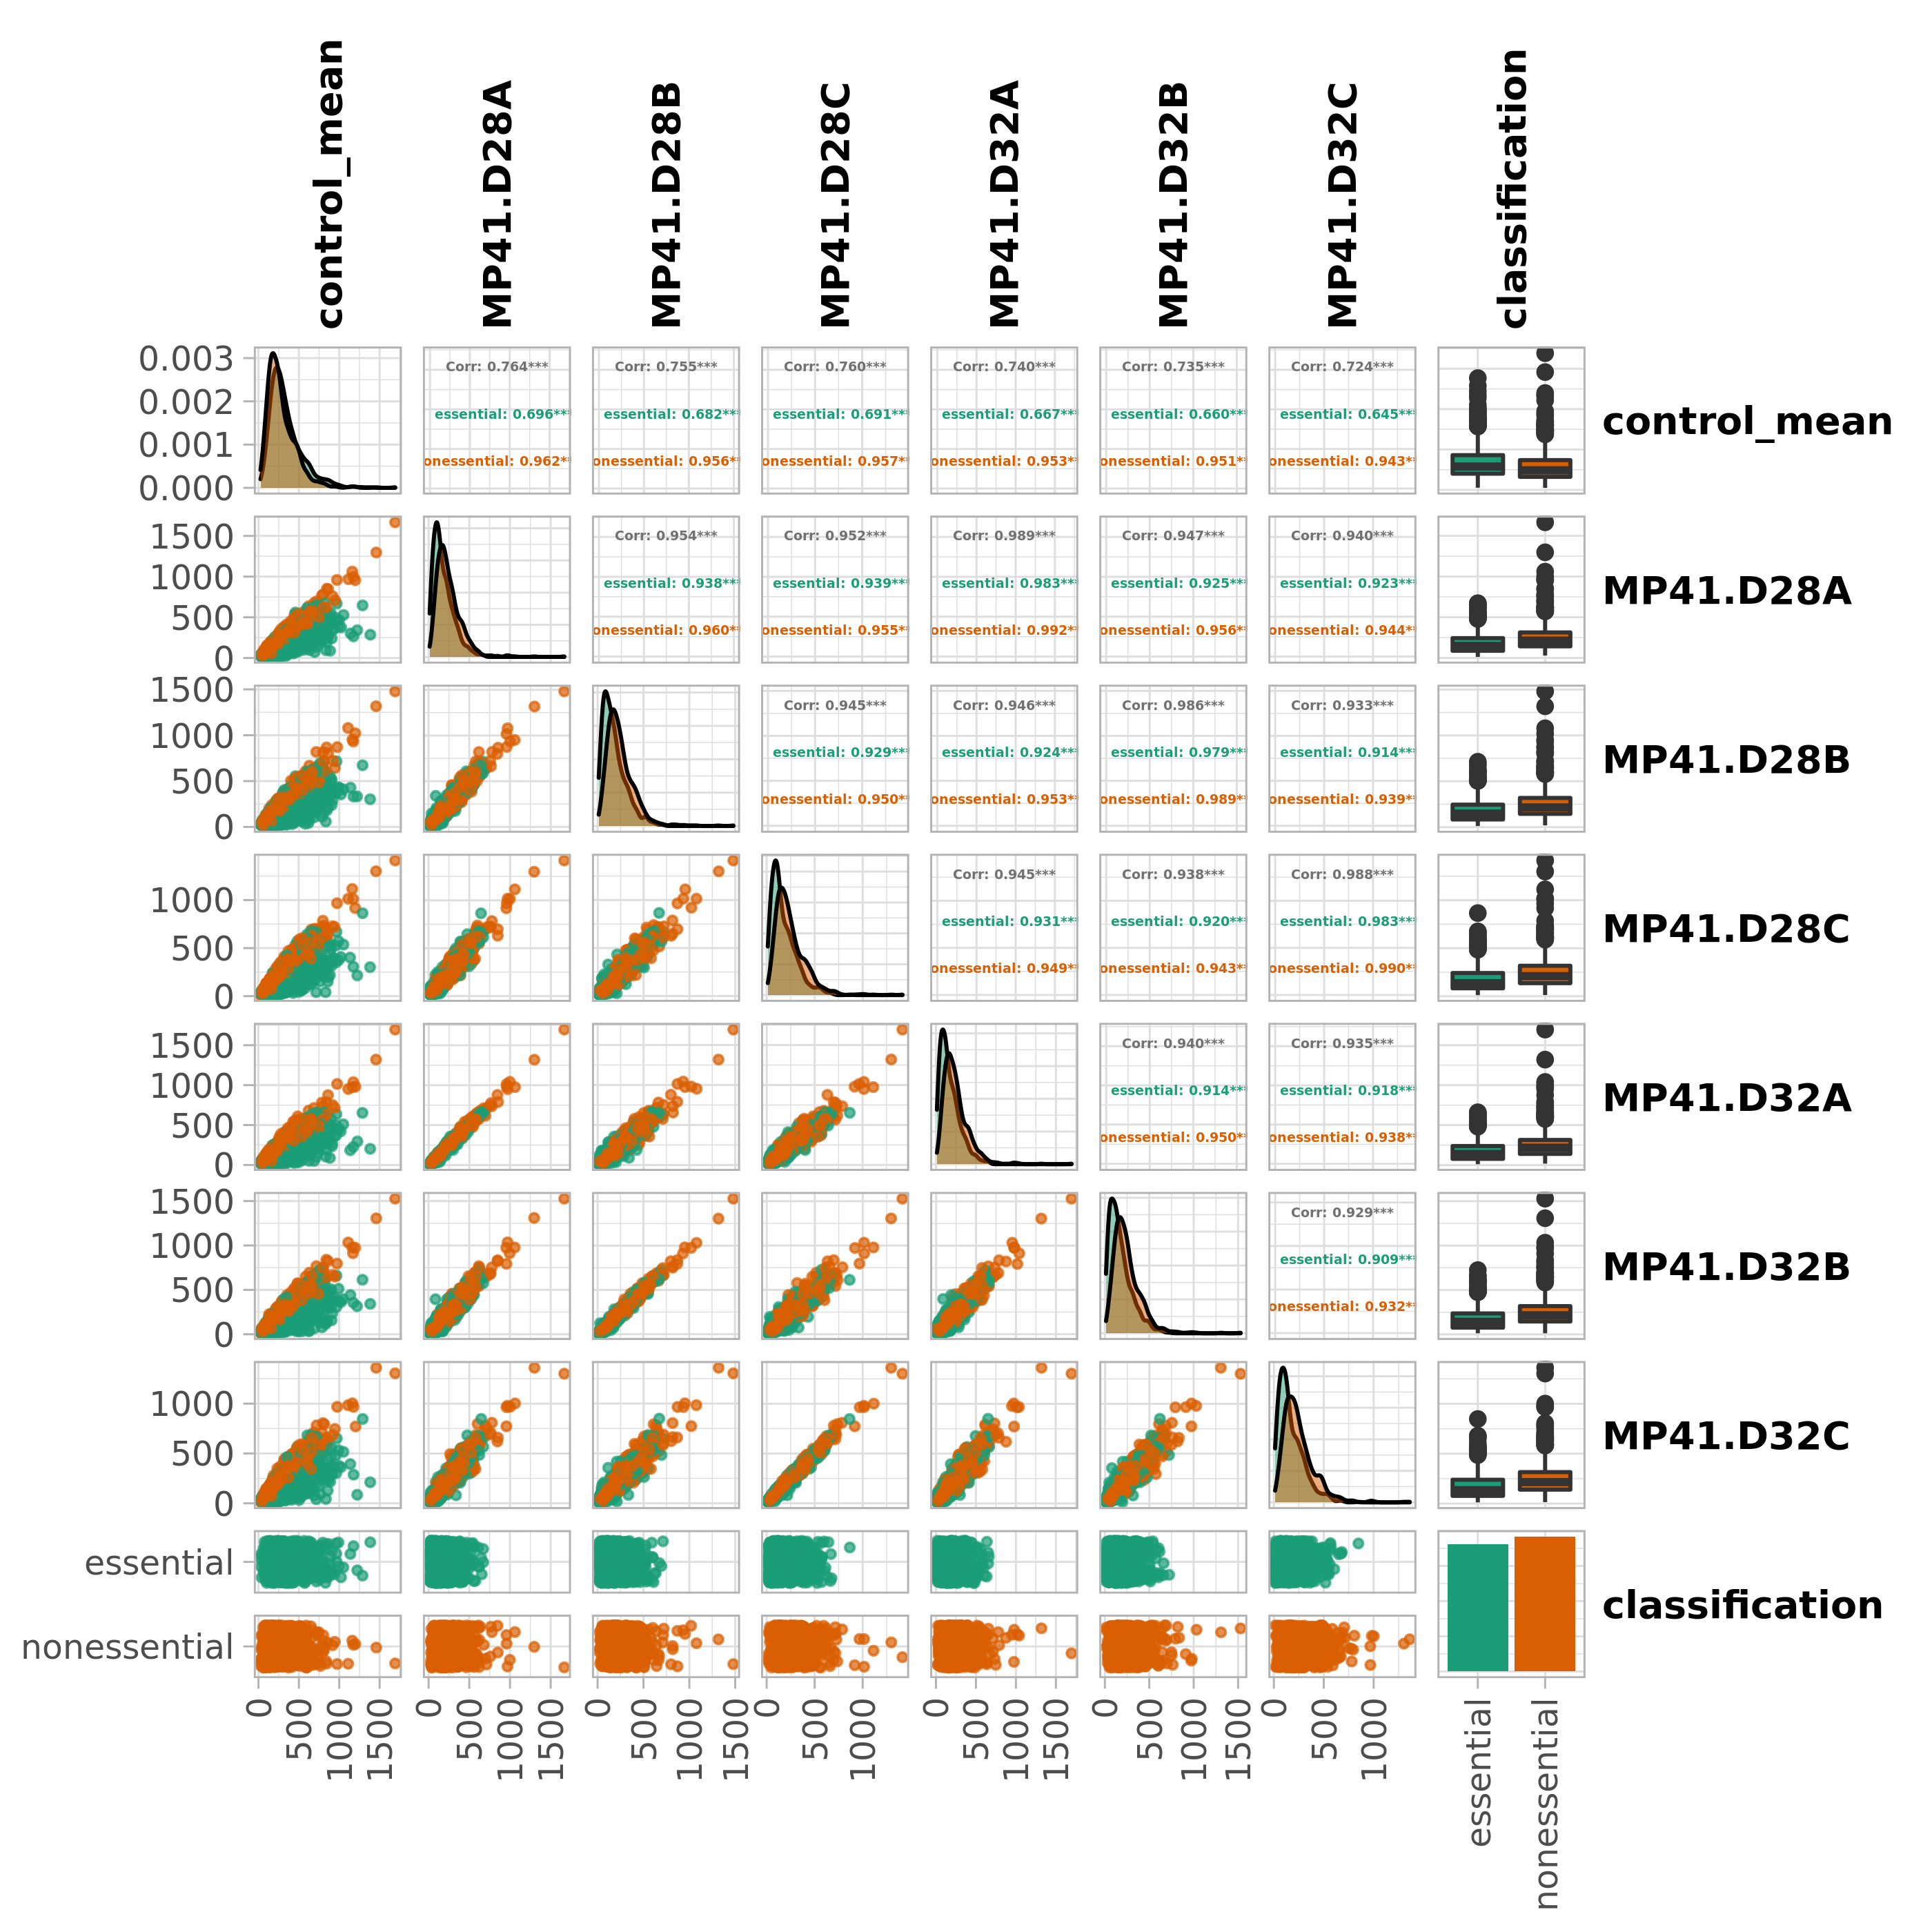 control_mean
MP41.D28A
MP41.D28B
MP41.D28C
MP41.D32A
MP41.D32B
MP41.D32C
classification
0.003
0.002
0.001
0.000
Corr: 0.764***
essential: 0.696***
onessential: 0.962*
Corr: 0.755***
essential: 0.682***
onessential: 0.956*
Corr: 0.760***
essential: 0.691***
onessential: 0.957*
Corr: 0.740***
essential: 0.667***
onessential: 0.953*
Corr: 0.735***
essential: 0.660***
onessential: 0.951*
Corr: 0.724***
essential: 0.645***
onessential: 0.943*
control_mean
1500
1000
500
0
Corr: 0.954***
essential: 0.938***
onessential: 0.960*
Corr: 0.952***
essential: 0.939***
onessential: 0.955*
Corr: 0.989***
essential: 0.983***
onessential: 0.992*
Corr: 0.947***
essential: 0.925***
onessential: 0.956*
Corr: 0.940***
essential: 0.923***
onessential: 0.944*
MP41.D28A
1500
1000
500
0
Corr: 0.945***
essential: 0.929***
onessential: 0.950*
Corr: 0.946***
essential: 0.924***
onessential: 0.953*
Corr: 0.986***
essential: 0.979***
onessential: 0.989*
Corr: 0.933***
essential: 0.914***
onessential: 0.939*
MP41.D28B
1000
500
0
Corr: 0.945***
essential: 0.931***
onessential: 0.949*
Corr: 0.938***
essential: 0.920***
onessential: 0.943*
Corr: 0.988***
essential: 0.983***
onessential: 0.990*
MP41.D28C
1500
1000
500
0
Corr: 0.940***
essential: 0.914***
onessential: 0.950*
Corr: 0.935***
essential: 0.918***
onessential: 0.938*
MP41.D32A
1500
1000
500
0
Corr: 0.929***
essential: 0.909***
onessential: 0.932*
MP41.D32B
1000
500
0
MP41.D32C
essential
nonessential
classification
0
500
1000
1500
0
500
1000
1500
0
500
1000
1500
0
500
1000
0
500
1000
1500
0
500
1000
1500
0
500
1000
essential
nonessential